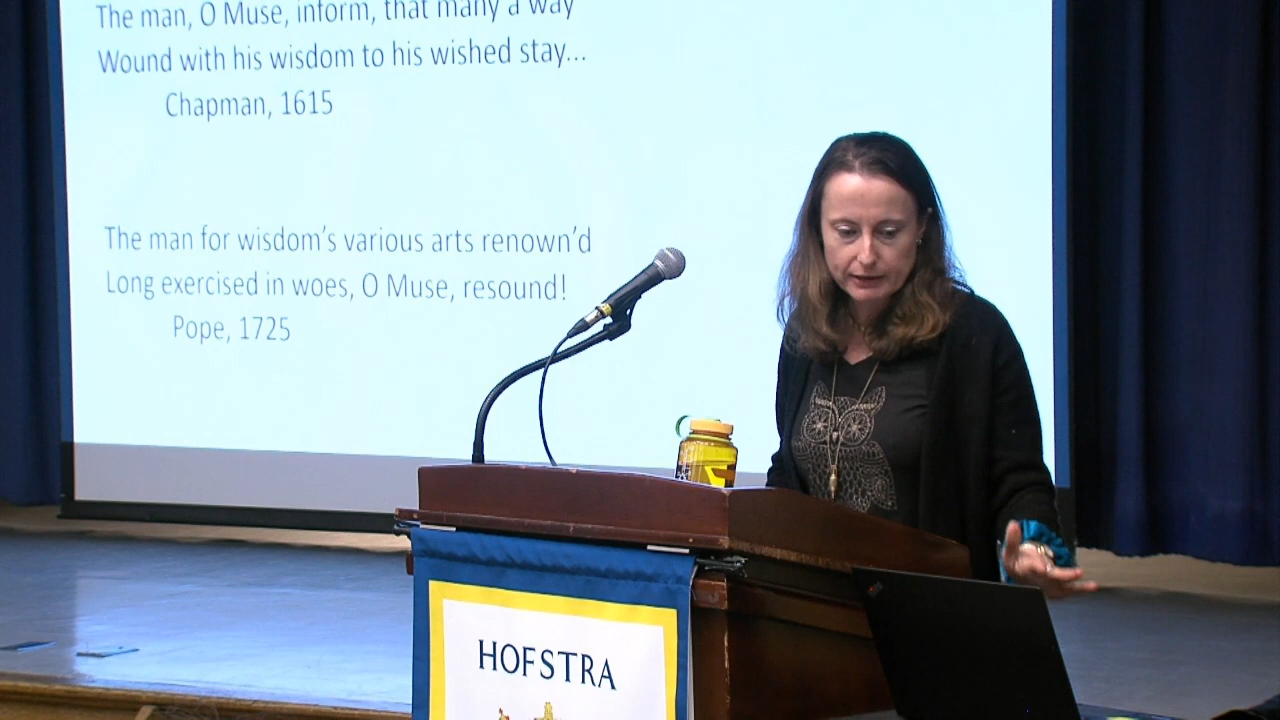 The man, O Muse, inform, that many a way
Wound with his wisdom to his wished stay...
Chapman, 1615
The man for wisdom's various arts renown'd
Long exercised in woes, O Muse, resound!
Pope, 1725
HOFSTRA